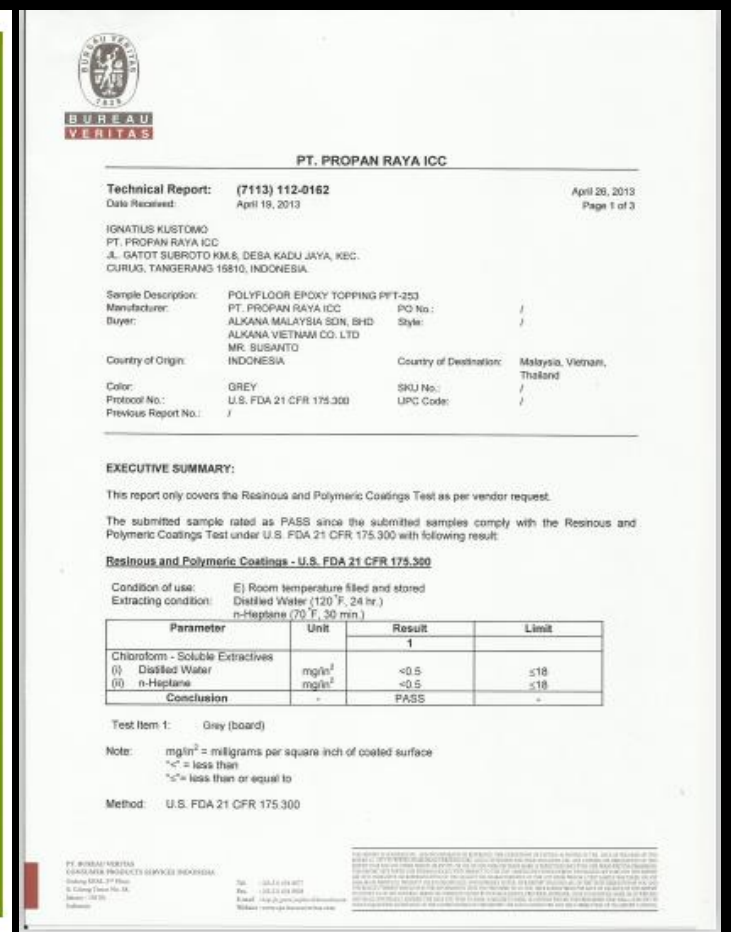 BUREAU VERITAS
1828
BUREAU
VERITAS
PT. PROPAN RAYA ICC
Technical Report: (7113) 112-0162 April 26, 2013
Date Received: April 19, 2013 Page 1 of 3
IGNATIUS KUSTOMO
PT. PROPAN RAYA ICC
JL. GATOT SUBROTO KM.8, DESA KADU JAYA, KEC.
CURUG, TANGERANG 15810, INDONESIA.
Sample Description: POLYFLOOR EPOXY TOPPING PFT-253
Manufacturer: PT. PROPAN RAYA ICC PO No.: /
Buyer: ALKANA MALAYSIA SDN, BHD Style: /
ALKANA VIETNAM CO. LTD
MR. SUSANTO
Country of Origin: INDONESIA Country of Destination: Malaysia, Vietnam,
Thailand
Color: GREY SKU No.: /
Protocol No.: U.S. FDA 21 CFR 175.300 UPC Code: /
Previous Report No.: /
EXECUTIVE SUMMARY:
This report only covers the Resinous and Polymeric Coatings Test as per vendor request.
The submitted sample rated as PASS since the submitted samples comply with the Resinous and
Polymeric Coatings Test under U.S. FDA 21 CFR 175.300 with following result:
Resinous and Polymeric Coatings - U.S. FDA 21 CFR 175.300
Condition of use: E) Room temperature filled and stored
Extracting condition: Distilled Water (120 °F, 24 hr.)
n-Heptane (70 °F, 30 min.)
Parameter Unit Result Limit
1
Chloroform - Soluble Extractives
(i) Distilled Water mg/in² <0.5 ≤18
(ii) n-Heptane mg/in² <0.5 ≤18
Conclusion - PASS -
Test Item 1: Grey (board)
Note: mg/in² = milligrams per square inch of coated surface
"<" = less than
"≤"= less than or equal to
Method: U.S. FDA 21 CFR 175.300
PT. BUREAU VERITAS
CONSUMER PRODUCTS SERVICES INDONESIA